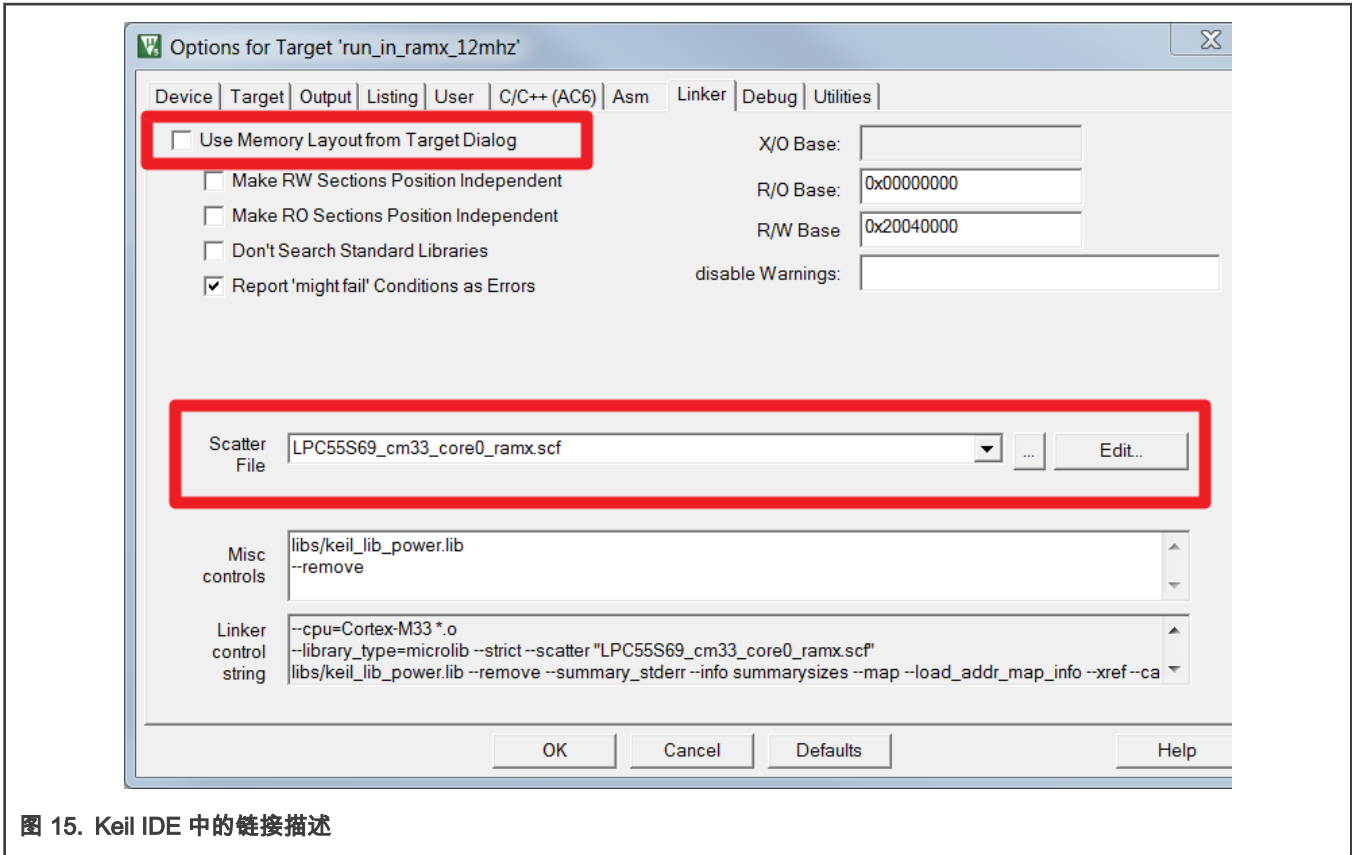 Options for Target 'run_in_ramx_12mhz'
Device Target Output Listing User C/C++ (AC6) Asm Linker Debug Utilities
Use Memory Layout from Target Dialog
X/O Base:
Make RW Sections Position Independent
R/O Base: 0x00000000
Make RO Sections Position Independent
R/W Base 0x20040000
Don't Search Standard Libraries
disable Warnings:
Report 'might fail' Conditions as Errors
Scatter
File
LPC55S69_cm33_core0_ramx.scf
... Edit...
Misc
controls
libs/keil_lib_power.lib
--remove
Linker
control
string
--cpu=Cortex-M33 *.o
--library_type=microlib --strict --scatter "LPC55S69_cm33_core0_ramx.scf"
libs/keil_lib_power.lib --remove --summary_stderr --info summarysizes --map --load_addr_map_info --xref --ca
OK Cancel Defaults Help
图 15. Keil IDE 中的链接描述